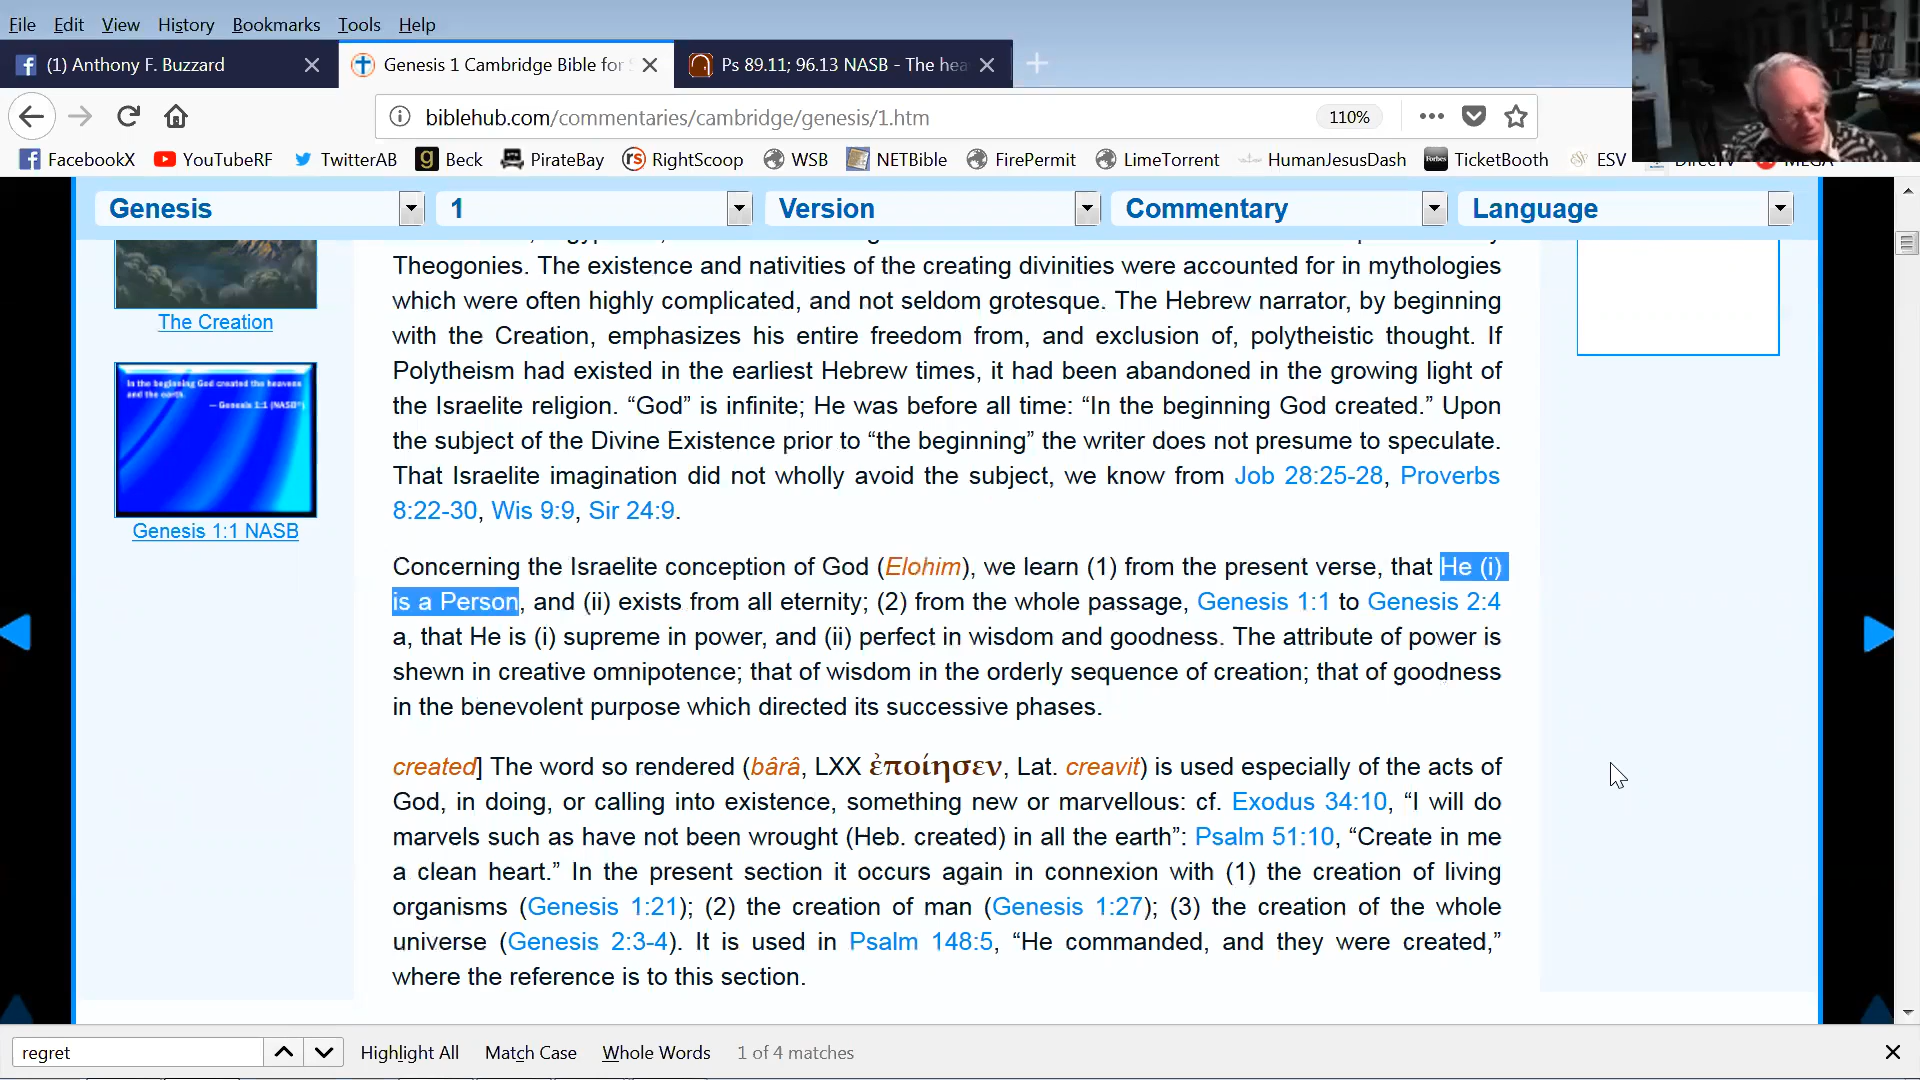 File Edit View History Bookmarks Tools Help
(1) Anthony F. Buzzard
Genesis 1 Cambridge Bible for
Ps 89.11; 96.13 NASB - The hea
biblehub.com/commentaries/cambridge/genesis/1.htm
110%
FacebookX YouTubeRF TwitterAB Beck PirateBay RightScoop WSB NETBible FirePermit LimeTorrent HumanJesusDash TicketBooth ESV
Genesis 1 Version Commentary Language
Theogonies. The existence and nativities of the creating divinities were accounted for in mythologies
which were often highly complicated, and not seldom grotesque. The Hebrew narrator, by beginning
with the Creation, emphasizes his entire freedom from, and exclusion of, polytheistic thought. If
Polytheism had existed in the earliest Hebrew times, it had been abandoned in the growing light of
the Israelite religion. “God” is infinite; He was before all time: “In the beginning God created.” Upon
the subject of the Divine Existence prior to “the beginning” the writer does not presume to speculate.
That Israelite imagination did not wholly avoid the subject, we know from Job 28:25-28, Proverbs
8:22-30, Wis 9:9, Sir 24:9.
Concerning the Israelite conception of God (Elohim), we learn (1) from the present verse, that He (i)
is a Person, and (ii) exists from all eternity; (2) from the whole passage, Genesis 1:1 to Genesis 2:4
a, that He is (i) supreme in power, and (ii) perfect in wisdom and goodness. The attribute of power is
shewn in creative omnipotence; that of wisdom in the orderly sequence of creation; that of goodness
in the benevolent purpose which directed its successive phases.
created] The word so rendered (bârâ, LXX ἐποίησεν, Lat. creavit) is used especially of the acts of
God, in doing, or calling into existence, something new or marvellous: cf. Exodus 34:10, “I will do
marvels such as have not been wrought (Heb. created) in all the earth”: Psalm 51:10, “Create in me
a clean heart.” In the present section it occurs again in connexion with (1) the creation of living
organisms (Genesis 1:21); (2) the creation of man (Genesis 1:27); (3) the creation of the whole
universe (Genesis 2:3-4). It is used in Psalm 148:5, “He commanded, and they were created,”
where the reference is to this section.
The Creation
In the beginning God created the heavens
and the earth.
— Genesis 1:1 (NASB*)
Genesis 1:1 NASB
regret Highlight All Match Case Whole Words 1 of 4 matches